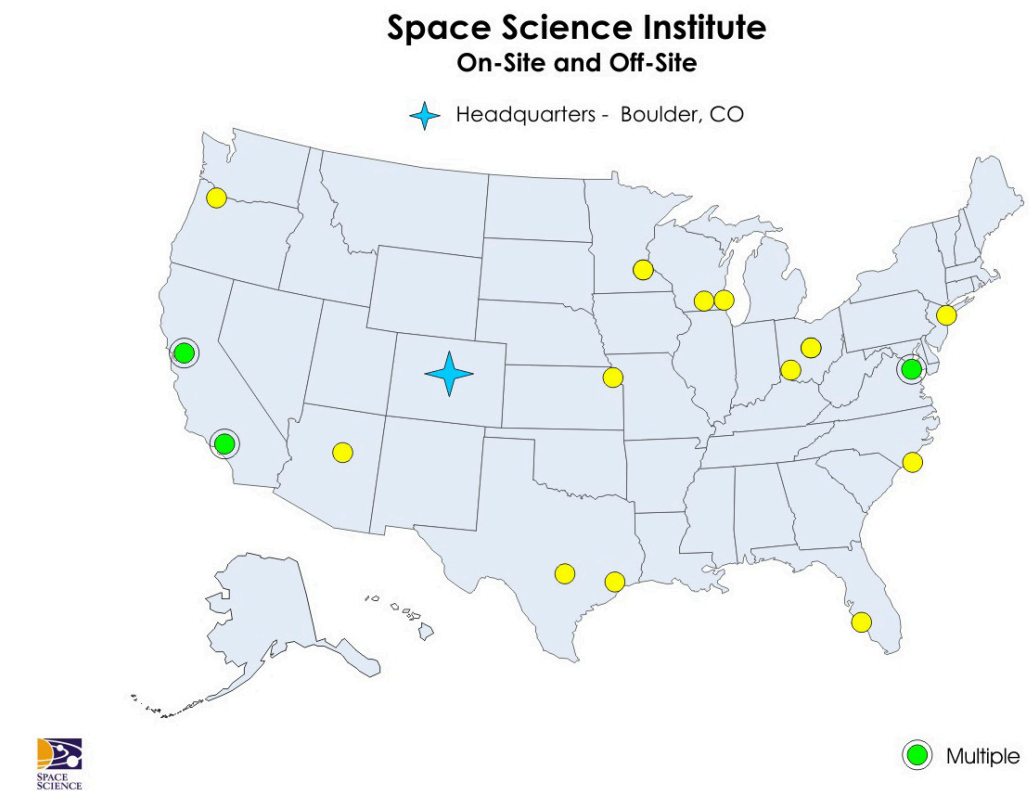 Space Science Institute
On-Site and Off-Site
Headquarters - Boulder, CO
SPACE
SCIENCE
Multiple